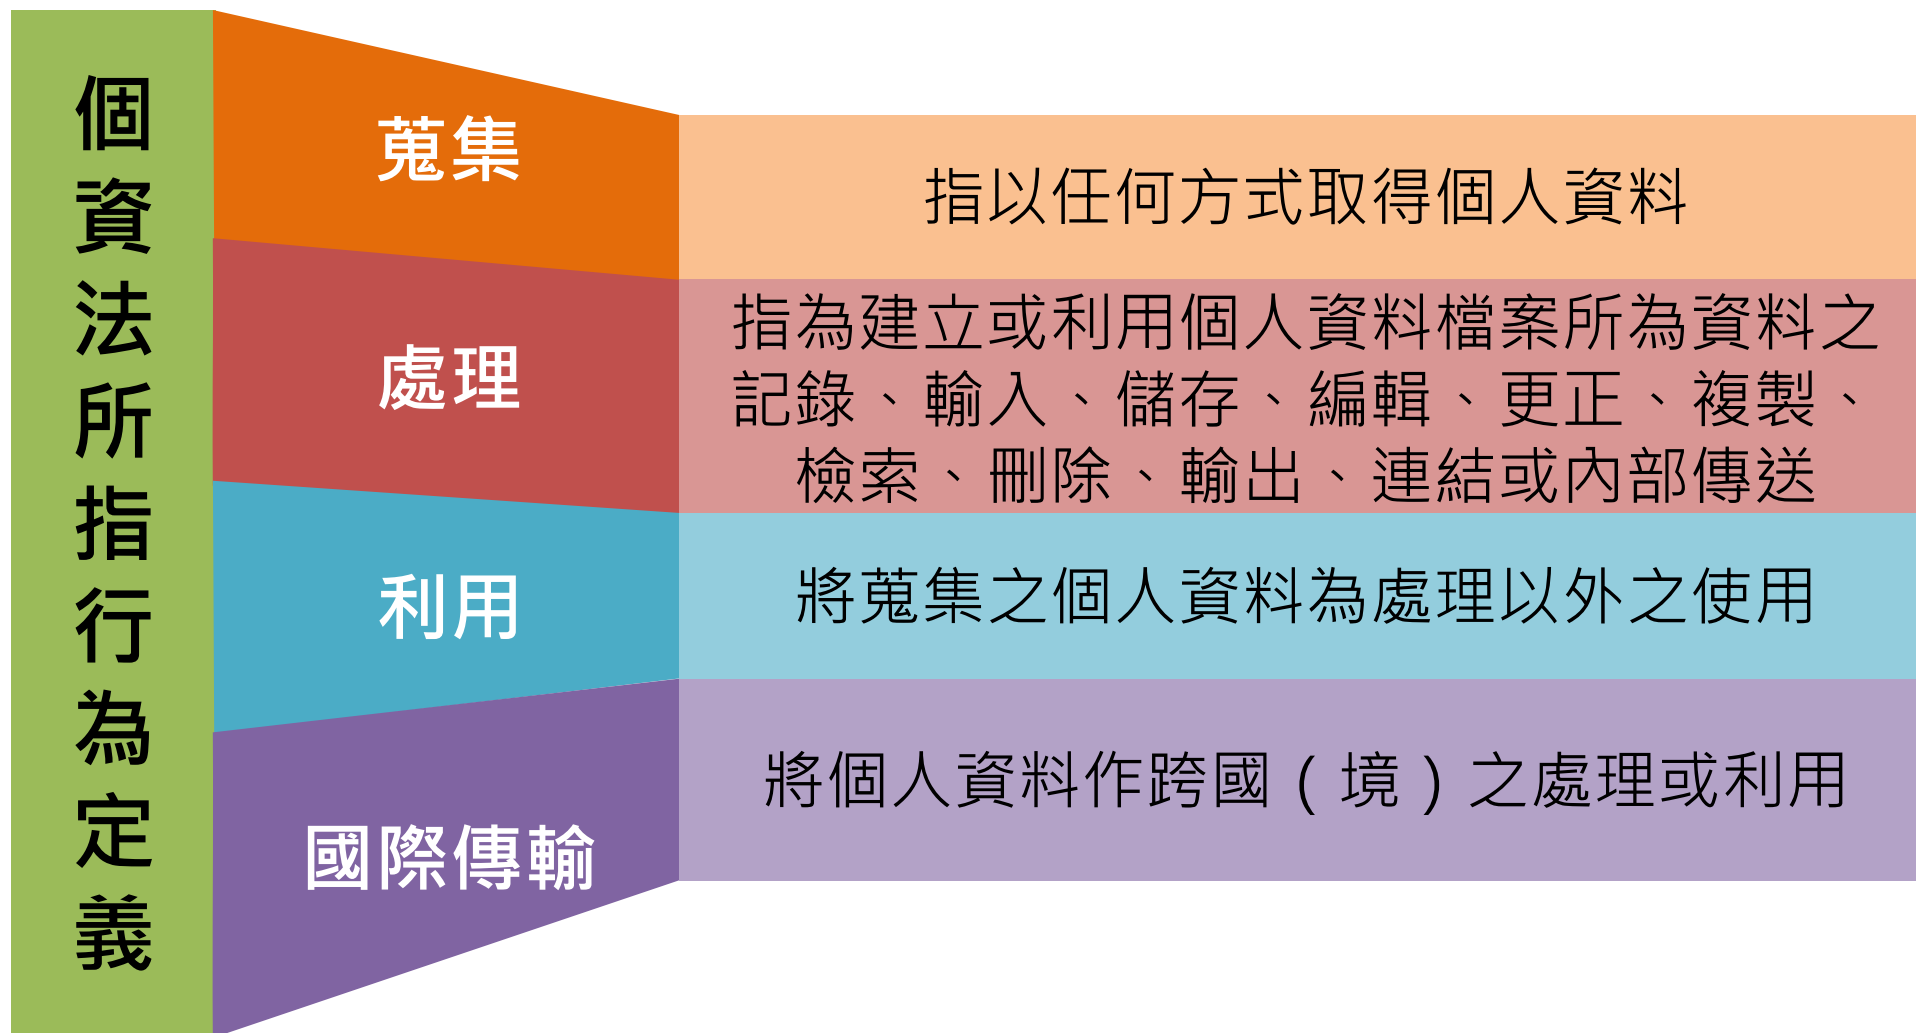 個資法所指行為定義
蒐集
指以任何方式取得個人資料
處理
指為建立或利用個人資料檔案所為資料之
記錄、輸入、儲存、編輯、更正、複製、
檢索、刪除、輸出、連結或內部傳送
利用
將蒐集之個人資料為處理以外之使用
國際傳輸
將個人資料作跨國（境）之處理或利用